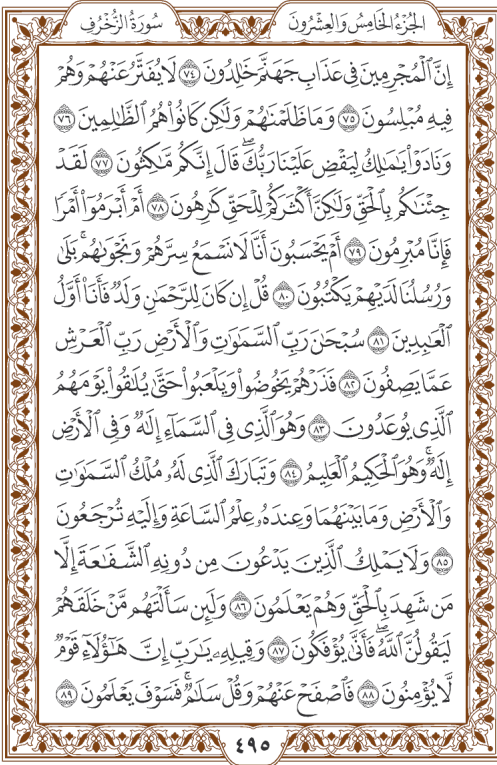 الجُزْءُ الخَامِسُ وَالعِشْرُونَ سُورَةُ الزُّخْرُفِ
إِنَّ ٱلْمُجْرِمِينَ فِي عَذَابِ جَهَنَّمَ خَٰلِدُونَ ٧٤ لَا يُفَتَّرُ عَنْهُمْ وَهُمْ
فِيهِ مُبْلِسُونَ ٧٥ وَمَا ظَلَمْنَٰهُمْ وَلَٰكِن كَانُوا۟ هُمُ ٱلظَّٰلِمِينَ ٧٦
وَنَادَوْا۟ يَٰمَٰلِكُ لِيَقْضِ عَلَيْنَا رَبُّكَ ۖ قَالَ إِنَّكُم مَّٰكِثُونَ ٧٧ لَقَدْ
جِئْنَٰكُم بِٱلْحَقِّ وَلَٰكِنَّ أَكْثَرَكُمْ لِلْحَقِّ كَٰرِهُونَ ٧٨ أَمْ أَبْرَمُوٓا۟ أَمْرًا
فَإِنَّا مُبْرِمُونَ ٧٩ أَمْ يَحْسَبُونَ أَنَّا لَا نَسْمَعُ سِرَّهُمْ وَنَجْوَىٰهُم ۚ بَلَىٰ
وَرُسُلُنَا لَدَيْهِمْ يَكْتُبُونَ ٨٠ قُلْ إِن كَانَ لِلرَّحْمَٰنِ وَلَدٌ فَأَنَا۠ أَوَّلُ
ٱلْعَٰبِدِينَ ٨١ سُبْحَٰنَ رَبِّ ٱلسَّمَٰوَٰتِ وَٱلْأَرْضِ رَبِّ ٱلْعَرْشِ
عَمَّا يَصِفُونَ ٨٢ فَذَرْهُمْ يَخُوضُوا۟ وَيَلْعَبُوا۟ حَتَّىٰ يُلَٰقُوا۟ يَوْمَهُمُ
ٱلَّذِي يُوعَدُونَ ٨٣ وَهُوَ ٱلَّذِي فِي ٱلسَّمَآءِ إِلَٰهٌ وَفِي ٱلْأَرْضِ
إِلَٰهٌ ۚ وَهُوَ ٱلْحَكِيمُ ٱلْعَلِيمُ ٨٤ وَتَبَارَكَ ٱلَّذِي لَهُۥ مُلْكُ ٱلسَّمَٰوَٰتِ
وَٱلْأَرْضِ وَمَا بَيْنَهُمَا وَعِندَهُۥ عِلْمُ ٱلسَّاعَةِ وَإِلَيْهِ تُرْجَعُونَ
٨٥ وَلَا يَمْلِكُ ٱلَّذِينَ يَدْعُونَ مِن دُونِهِ ٱلشَّفَٰعَةَ إِلَّا
مَن شَهِدَ بِٱلْحَقِّ وَهُمْ يَعْلَمُونَ ٨٦ وَلَئِن سَأَلْتَهُم مَّنْ خَلَقَهُمْ
لَيَقُولُنَّ ٱللَّهُ ۖ فَأَنَّىٰ يُؤْفَكُونَ ٨٧ وَقِيلِهِۦ يَٰرَبِّ إِنَّ هَٰٓؤُلَآءِ قَوْمٌ
لَّا يُؤْمِنُونَ ٨٨ فَٱصْفَحْ عَنْهُمْ وَقُلْ سَلَٰمٌ ۚ فَسَوْفَ يَعْلَمُونَ ٨٩
٤٩٥